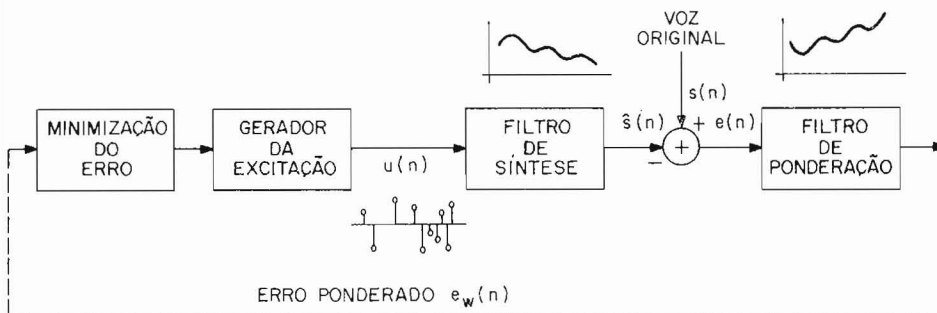 VOZ
ORIGINAL
s(n)
MINIMIZAÇÃO
DO
ERRO
GERADOR
DA
EXCITAÇÃO
u(n)
FILTRO
DE
SÍNTESE
ŝ(n)
−
+
+
e(n)
FILTRO
DE
PONDERAÇÃO
ERRO PONDERADO e_w(n)